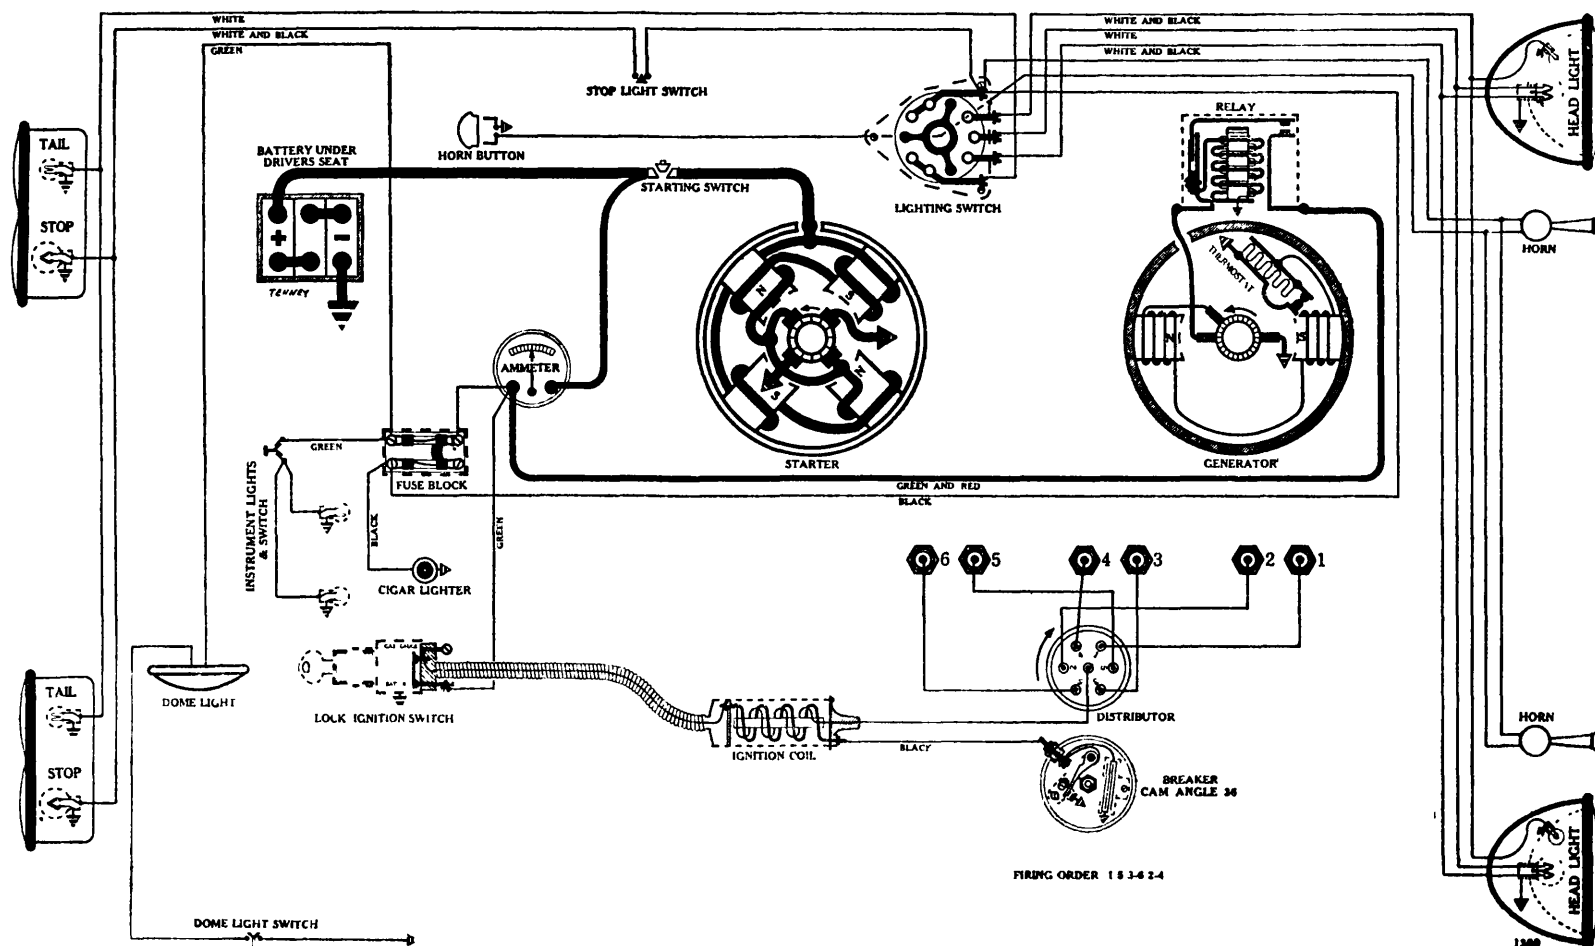 WHITE
WHITE AND BLACK
GREEN
WHITE AND BLACK
WHITE
WHITE AND BLACK
HEAD LIGHT
STOP LIGHT SWITCH
RELAY
TAIL
HORN BUTTON
BATTERY UNDER
DRIVERS SEAT
STARTING SWITCH
LIGHTING SWITCH
STOP
+
−
HORN
THERMOSTAT
TENNEY
N
S
AMMETER
N
S
N
STARTER
GENERATOR
GREEN
FUSE BLOCK
GREEN AND RED
BLACK
INSTRUMENT LIGHTS
& SWITCH
BLACK
GREEN
6
5
4
3
2
1
CIGAR LIGHTER
TAIL
DOME LIGHT
LOCK IGNITION SWITCH
DISTRIBUTOR
HORN
IGNITION COIL
BLACY
STOP
BREAKER
CAM ANGLE 36
HEAD LIGHT
FIRING ORDER 1 5 3-6 2-4
DOME LIGHT SWITCH